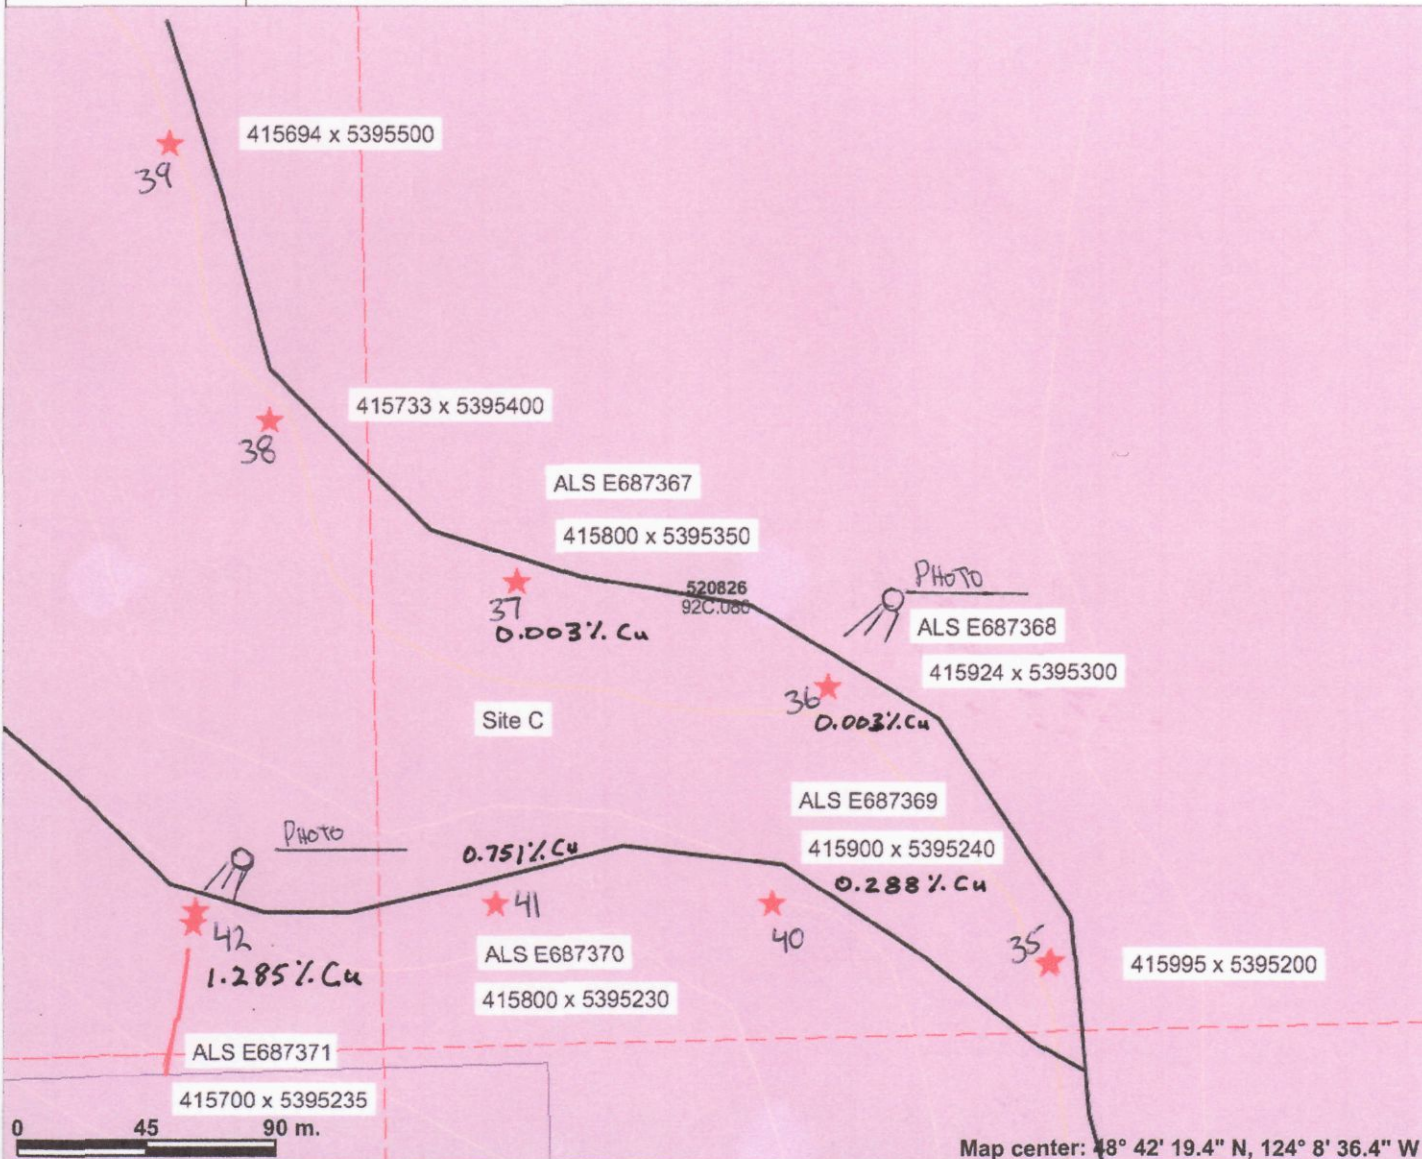 415694 x 5395500
39
415733 x 5395400
38
ALS E687367
415800 x 5395350
37
0.003% Cu
520826
92C.086
PHOTO
ALS E687368
415924 x 5395300
36
0.003% Cu
Site C
ALS E687369
415900 x 5395240
0.288% Cu
40
PHOTO
0.751% Cu
41
ALS E687370
415800 x 5395230
42
1.285% Cu
35
415995 x 5395200
ALS E687371
415700 x 5395235
0 45 90 m.
Map center: 48° 42' 19.4" N, 124° 8' 36.4" W